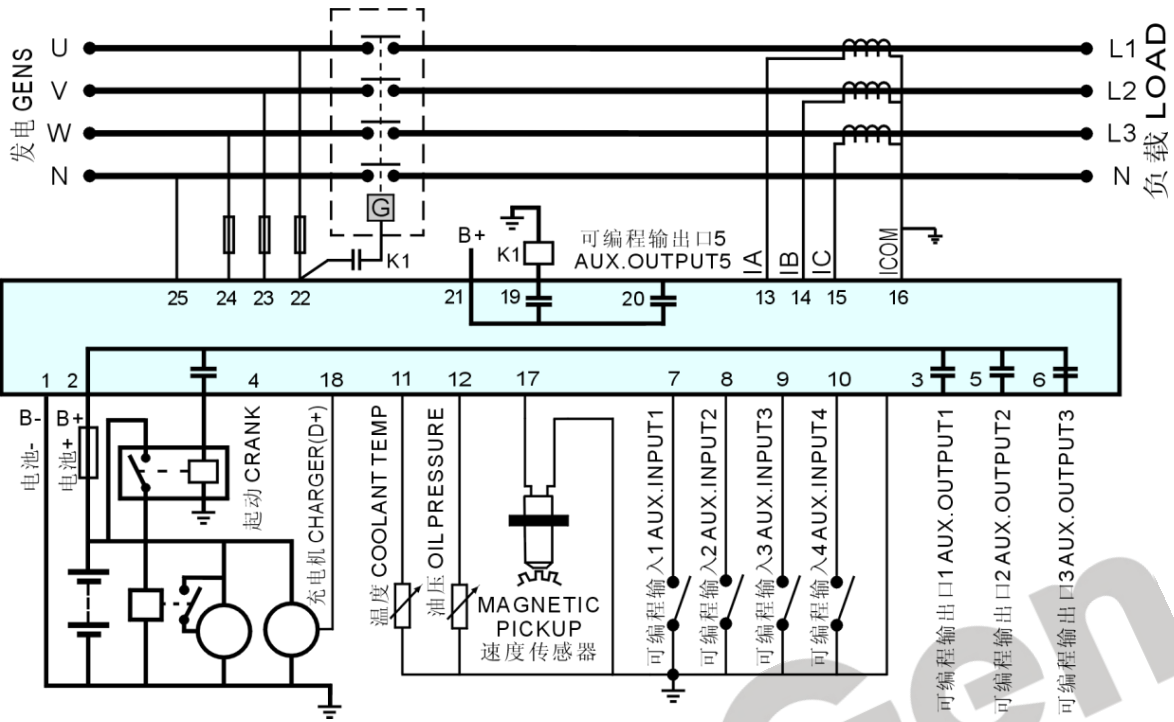 发电 GENS
U
V
W
N
G
K1
L1
L2
L3
N
负载 LOAD
B+
K1
可编程输出口5
AUX.OUTPUT5
IA
IB
IC
ICOM
25
24
23
22
21
19
20
13
14
15
16
1
2
4
18
11
12
17
7
8
9
10
3
5
6
B-
电池-
B+
电池+
起动 CRANK
充电机 CHARGER(D+)
温度 COOLANT TEMP
油压 OIL PRESSURE
MAGNETIC
PICKUP
速度传感器
可编程输入1 AUX.INPUT1
可编程输入2 AUX.INPUT2
可编程输入3 AUX.INPUT3
可编程输入4 AUX.INPUT4
可编程输出口1 AUX.OUTPUT1
可编程输出口2 AUX.OUTPUT2
可编程输出口3 AUX.OUTPUT3
Gen